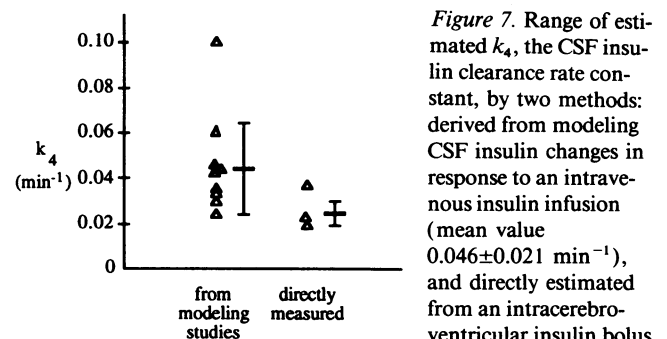 0.10
0.08
0.06
0.04
0.02
0
k4
(min-1)
from
modeling
studies
directly
measured
Figure 7. Range of esti-
mated k4, the CSF insu-
lin clearance rate con-
stant, by two methods:
derived from modeling
CSF insulin changes in
response to an intrave-
nous insulin infusion
(mean value
0.046±0.021 min−1),
and directly estimated
from an intracerebro-
ventricular insulin bolus